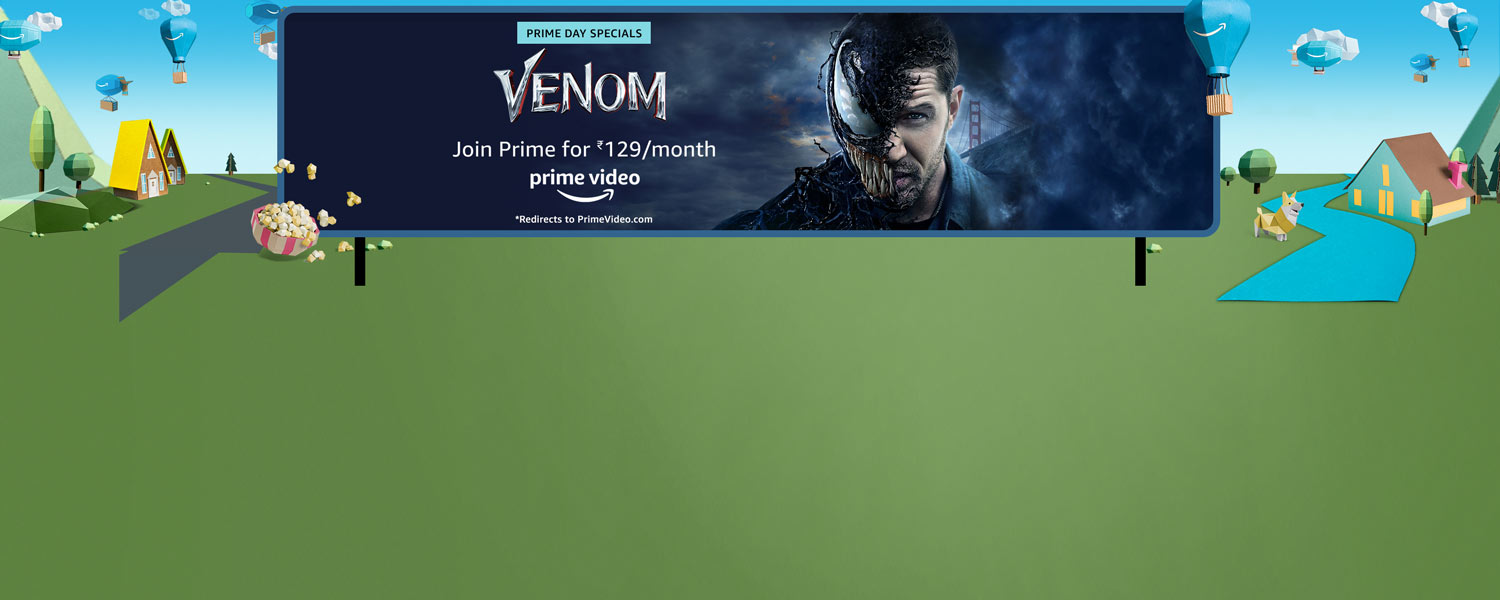 PRIME DAY SPECIALS
VENOM
Join Prime for ₹129/month
prime video
*Redirects to PrimeVideo.com